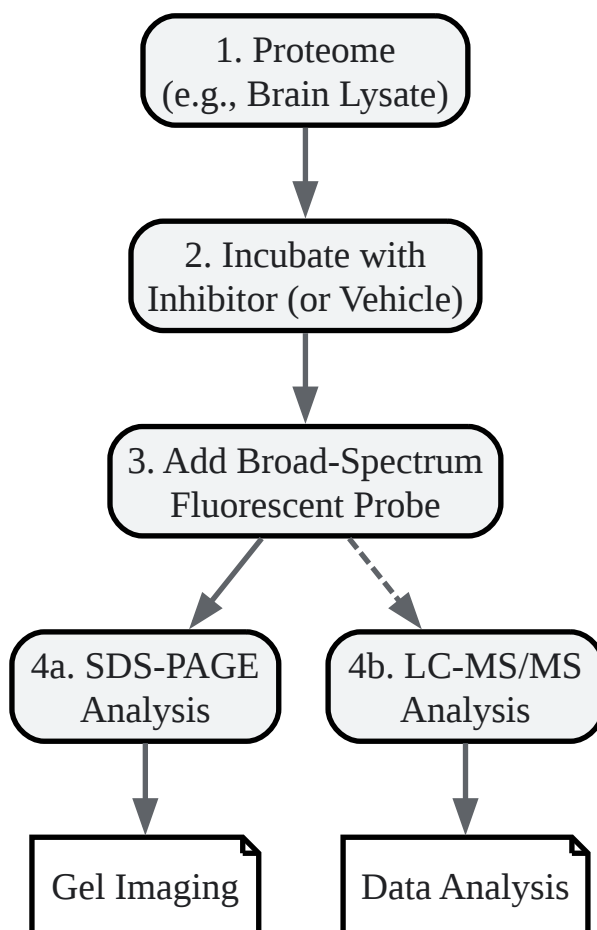 1. Proteome
(e.g., Brain Lysate)
2. Incubate with
Inhibitor (or Vehicle)
3. Add Broad-Spectrum
Fluorescent Probe
4a. SDS-PAGE
Analysis
4b. LC-MS/MS
Analysis
Gel Imaging
Data Analysis